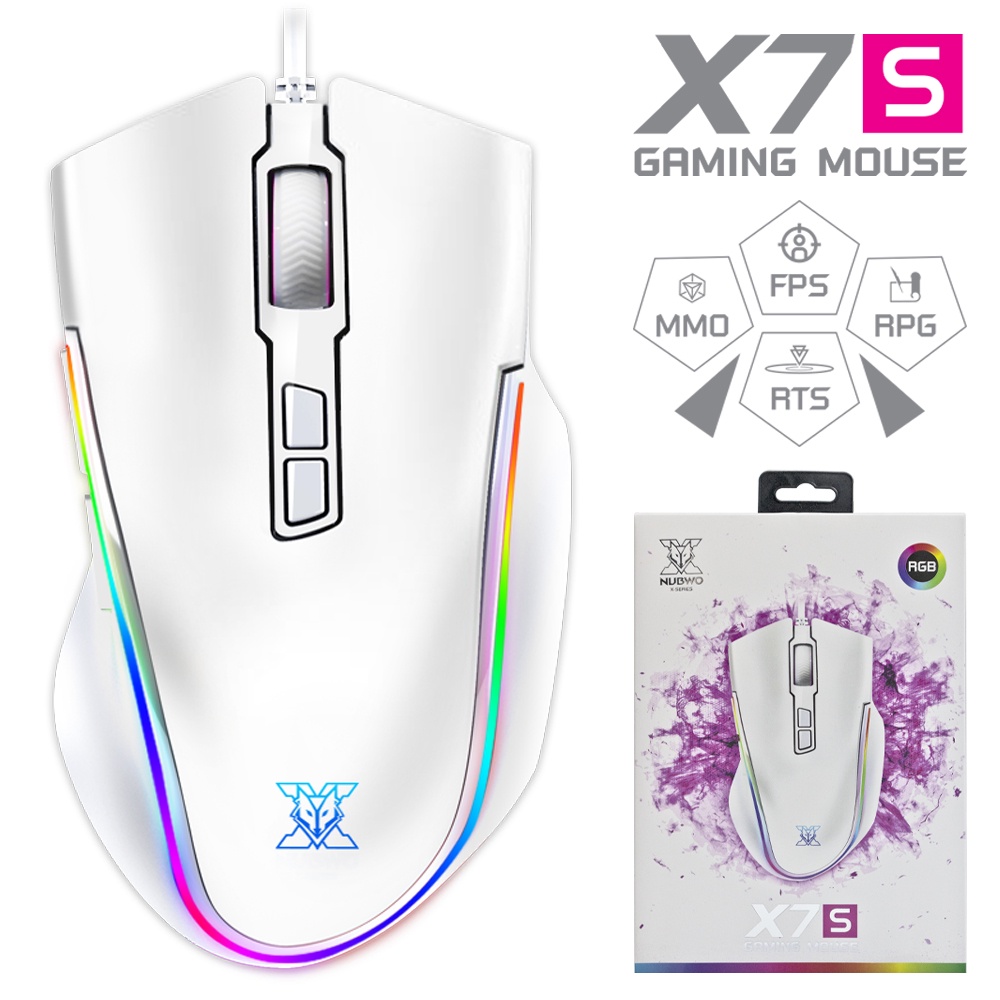 X7S
GAMING MOUSE
FPS
MMO
RPG
RTS
NUBWO
X SERIES
RGB
X7S
GAMING MOUSE